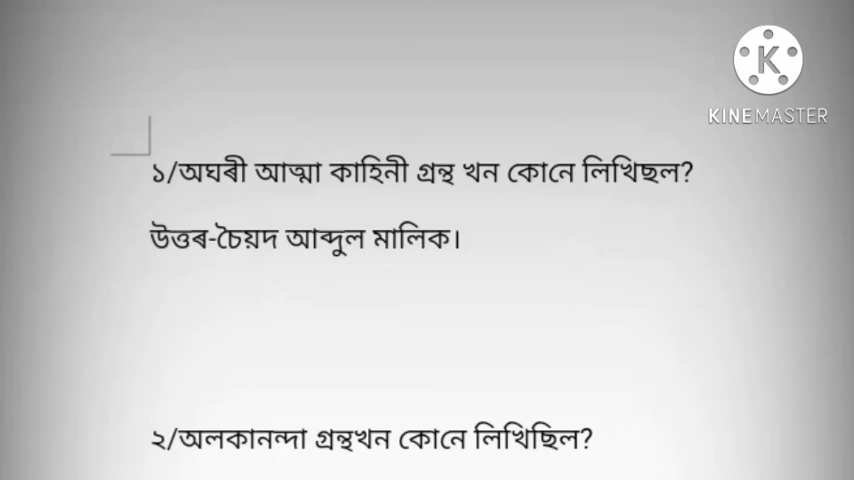 K
KINEMASTER
১/অঘৰী আত্মা কাহিনী গ্ৰন্থ খন কোনে লিখিছল?
উত্তৰ-চৈয়দ আব্দুল মালিক।
২/অলকানন্দা গ্ৰন্থখন কোনে লিখিছিল?